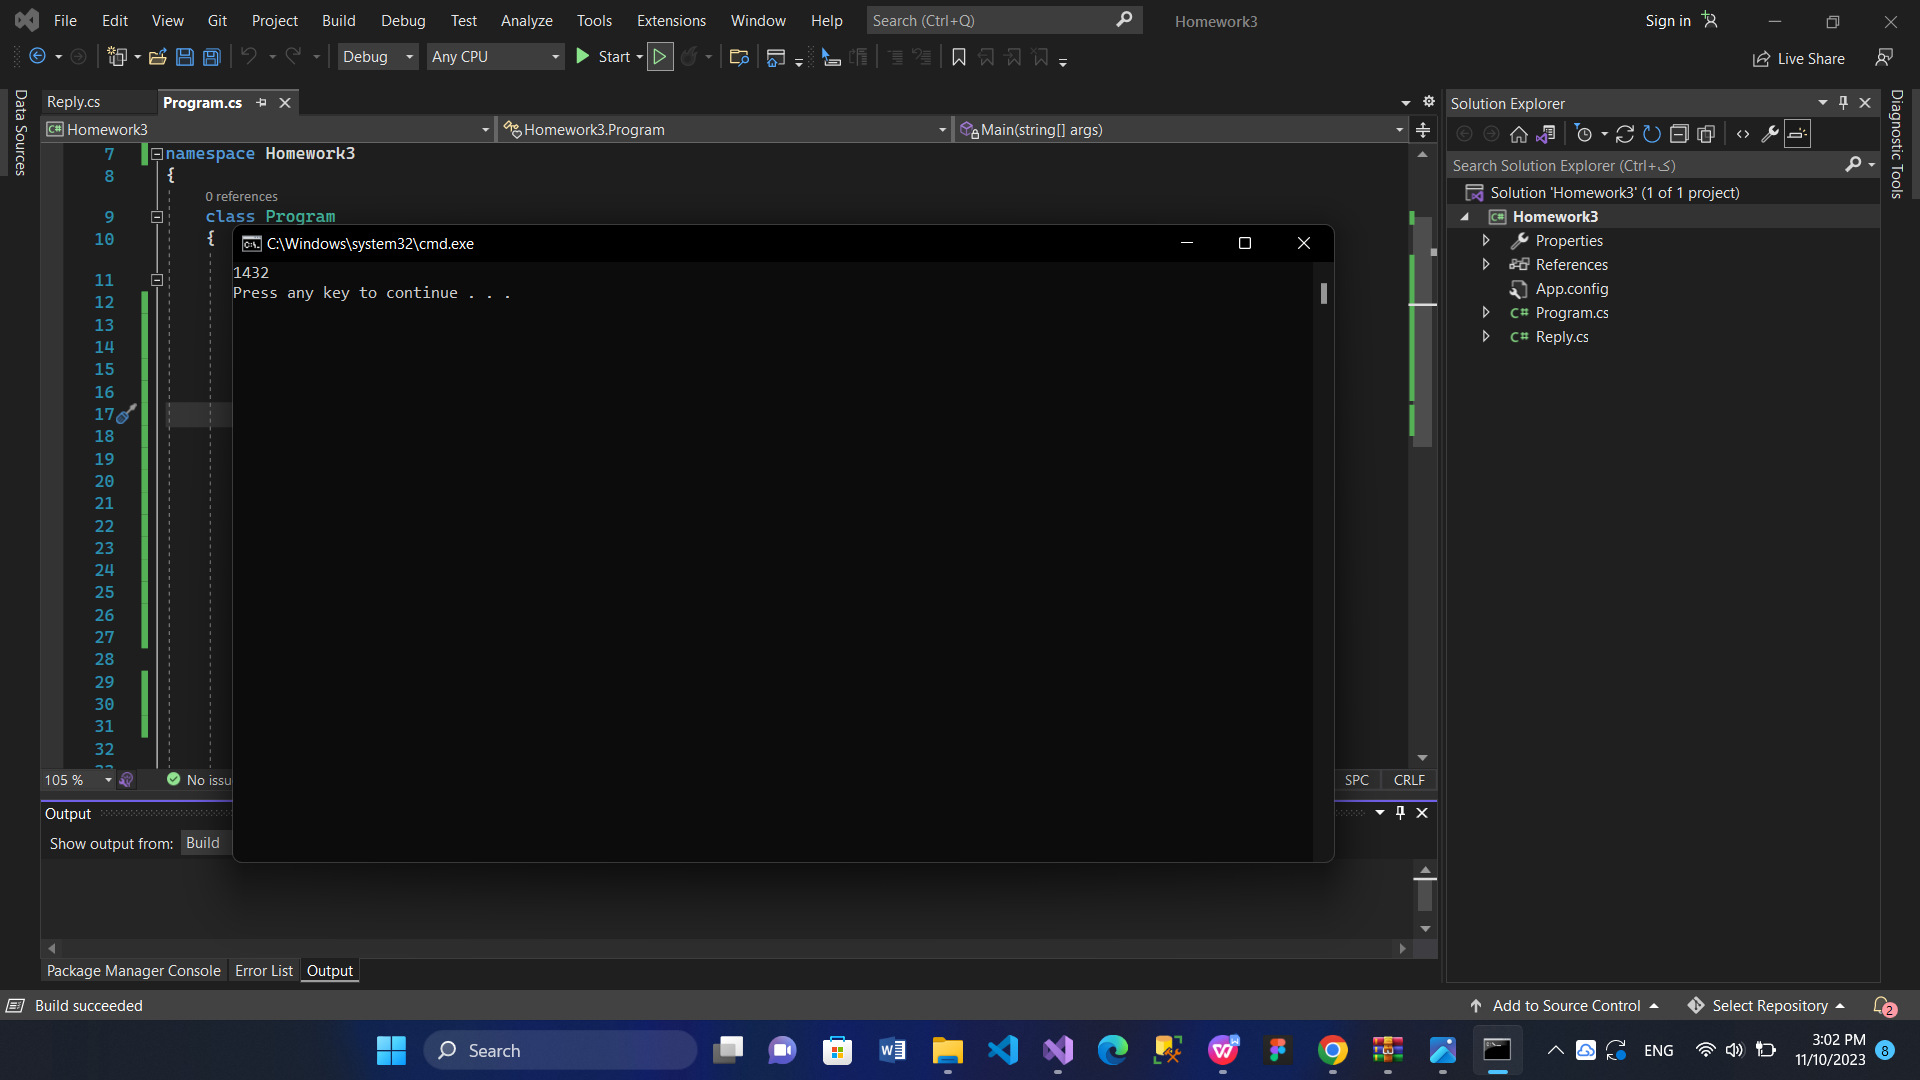 File Edit View Git Project Build Debug Test Analyze Tools Extensions Window Help Search (Ctrl+Q) Homework3 Sign in
Debug Any CPU Start Live Share
Data Sources
Reply.cs Program.cs
Homework3 Homework3.Program Main(string[] args)
7 namespace Homework3
8 {
0 references
9 class Program
10 {
11
12
13
14
15
16
17
18
19
20
21
22
23
24
25
26
27
28
29
30
31
32
C:\Windows\system32\cmd.exe
1432
Press any key to continue . . .
105 % No issu SPC CRLF
Output
Show output from: Build
Package Manager Console Error List Output
Solution Explorer
Search Solution Explorer (Ctrl+ک)
Solution 'Homework3' (1 of 1 project)
Homework3
Properties
References
App.config
Program.cs
Reply.cs
Diagnostic Tools
Build succeeded Add to Source Control Select Repository 2
Search ENG 3:02 PM
11/10/2023 8